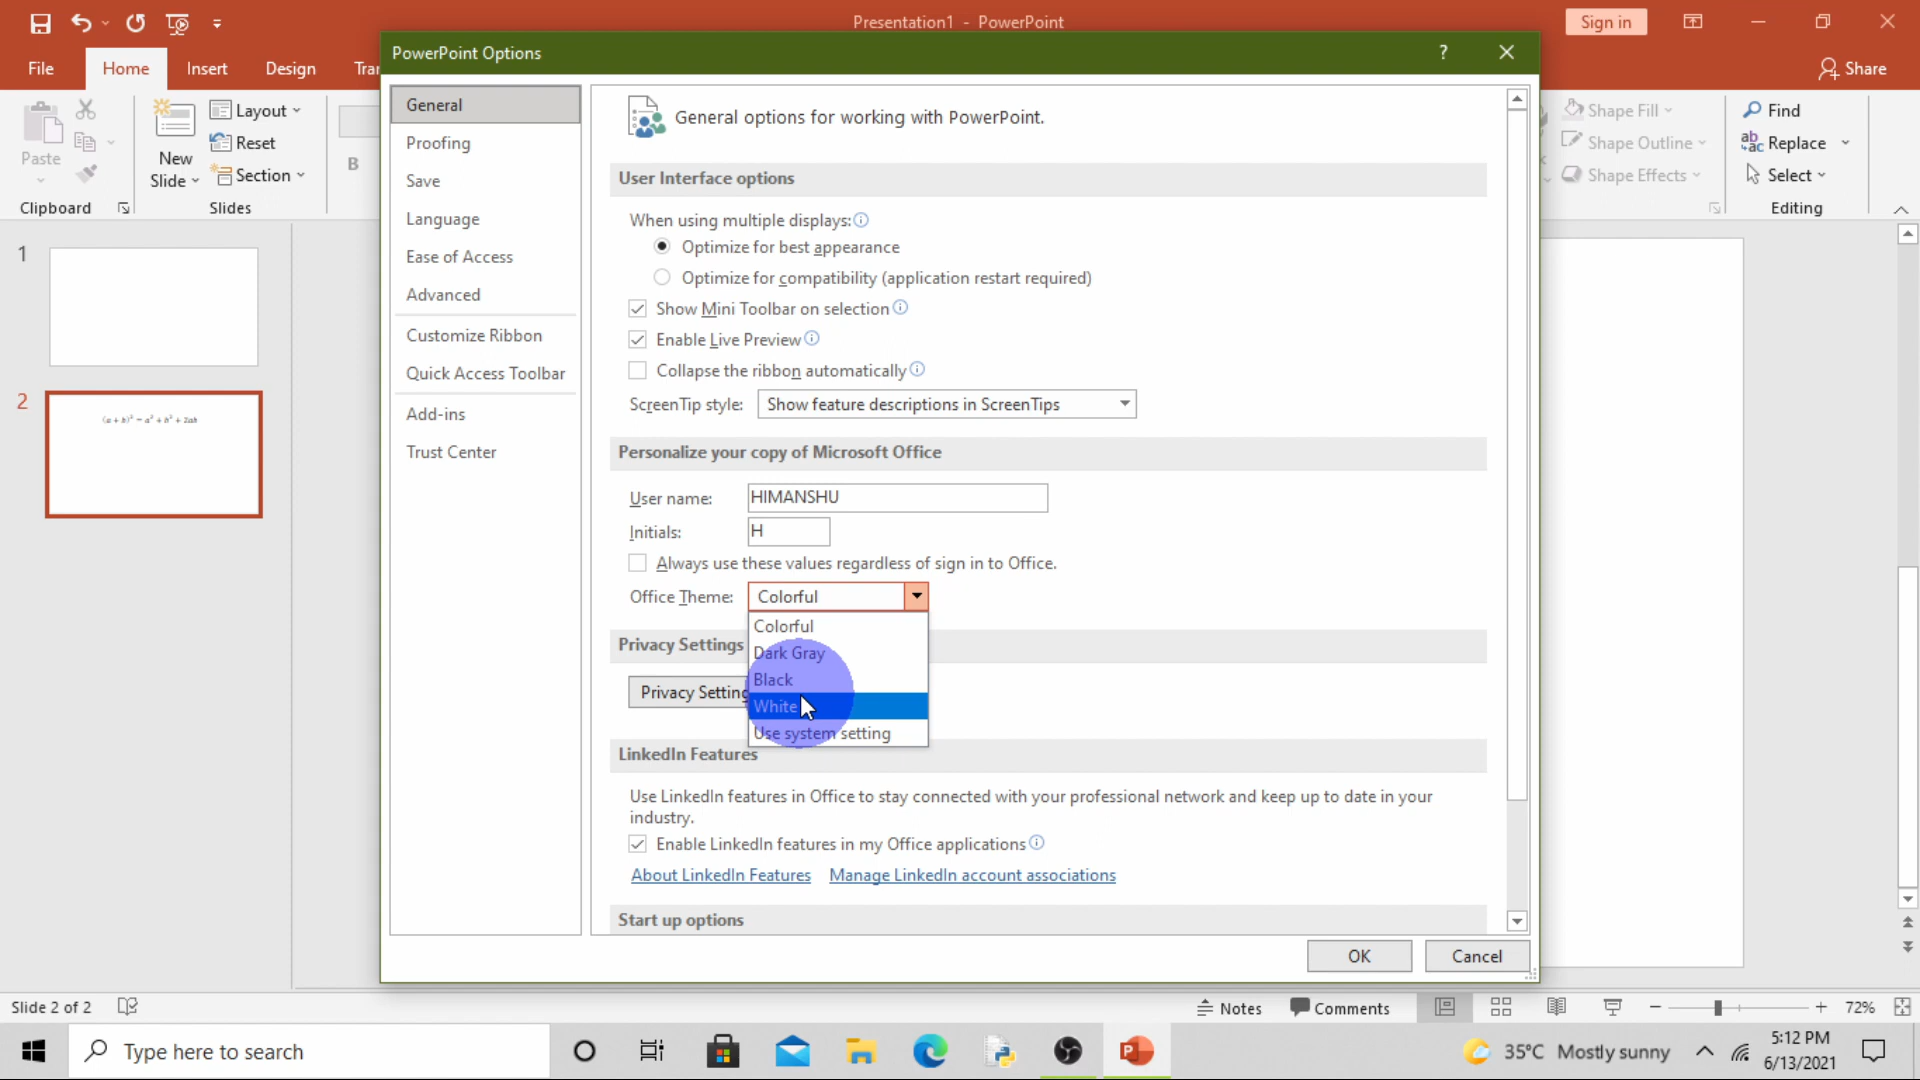 Presentation1 - PowerPoint
Sign in
File
Home
Insert
Design
Tra
Share
PowerPoint Options
?
Paste
New
Slide
Layout
Reset
Section
B
Clipboard
Slides
Shape Fill
Shape Outline
Shape Effects
Find
Replace
Select
Editing
General
Proofing
Save
Language
Ease of Access
Advanced
Customize Ribbon
Quick Access Toolbar
Add-ins
Trust Center
General options for working with PowerPoint.
User Interface options
When using multiple displays:
Optimize for best appearance
Optimize for compatibility (application restart required)
Show Mini Toolbar on selection
Enable Live Preview
Collapse the ribbon automatically
ScreenTip style: Show feature descriptions in ScreenTips
Personalize your copy of Microsoft Office
User name: HIMANSHU
Initials: H
Always use these values regardless of sign in to Office.
Office Theme: Colorful
Colorful
Dark Gray
Black
White
Use system setting
Privacy Settings
Privacy Setting
LinkedIn Features
Use LinkedIn features in Office to stay connected with your professional network and keep up to date in your
industry.
Enable LinkedIn features in my Office applications
About LinkedIn Features Manage LinkedIn account associations
Start up options
OK
Cancel
1
2
(a + b)² = a² + b² + 2ab
Slide 2 of 2
Notes
Comments
72%
Type here to search
35°C Mostly sunny
5:12 PM
6/13/2021